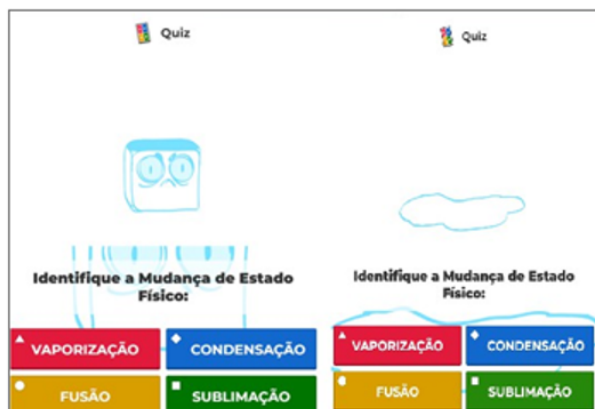 Quiz
Identifique a Mudança de Estado
Físico:
VAPORIZAÇÃO
CONDENSAÇÃO
FUSÃO
SUBLIMAÇÃO
Quiz
Identifique a Mudança de Estado
Físico:
VAPORIZAÇÃO
CONDENSAÇÃO
FUSÃO
SUBLIMAÇÃO